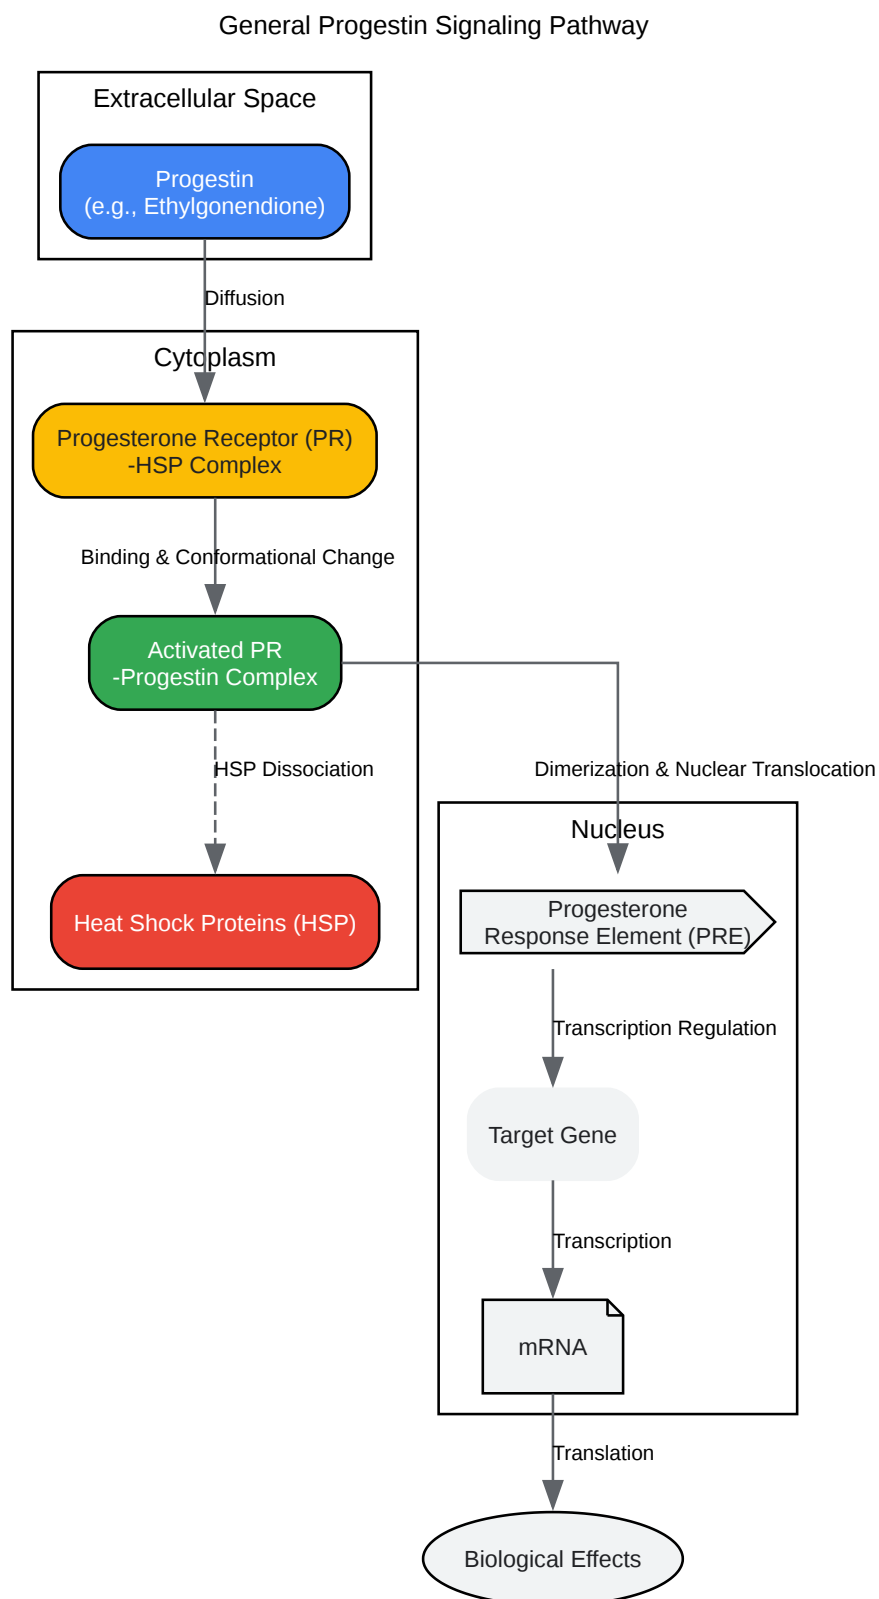 General Progestin Signaling Pathway
Extracellular Space
Progestin
(e.g., Ethylgonendione)
Diffusion
Cytoplasm
Progesterone Receptor (PR)
-HSP Complex
Binding & Conformational Change
Activated PR
-Progestin Complex
HSP Dissociation
Heat Shock Proteins (HSP)
Dimerization & Nuclear Translocation
Nucleus
Progesterone
Response Element (PRE)
Transcription Regulation
Target Gene
Transcription
mRNA
Translation
Biological Effects